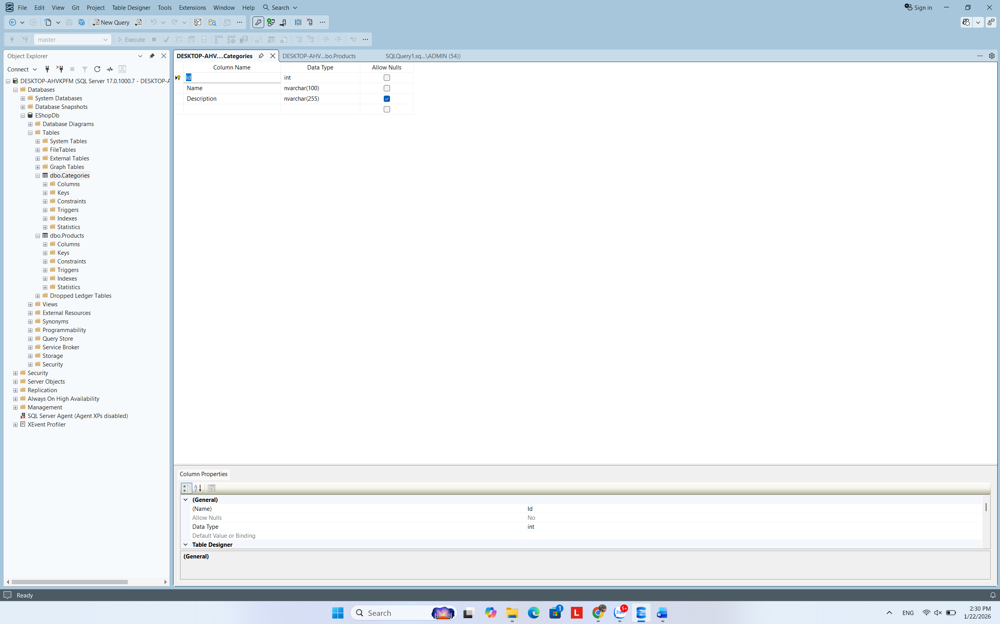 File Edit View Git Project Table Designer Tools Extensions Window Help Search Sign in
New Query
master Execute
Object Explorer
Connect
DESKTOP-AHVKPFM (SQL Server 17.0.1000.7 - DESKTOP-A
Databases
System Databases
Database Snapshots
EShopDb
Database Diagrams
Tables
System Tables
FileTables
External Tables
Graph Tables
dbo.Categories
Columns
Keys
Constraints
Triggers
Indexes
Statistics
dbo.Products
Columns
Keys
Constraints
Triggers
Indexes
Statistics
Dropped Ledger Tables
Views
External Resources
Synonyms
Programmability
Query Store
Service Broker
Storage
Security
Security
Server Objects
Replication
Always On High Availability
Management
SQL Server Agent (Agent XPs disabled)
XEvent Profiler
DESKTOP-AHV....Categories DESKTOP-AHV...bo.Products SQLQuery1.sq...\ADMIN (54))
Column Name Data Type Allow Nulls
Id int
Name nvarchar(100)
Description nvarchar(255)
Column Properties
(General)
(Name) Id
Allow Nulls No
Data Type int
Default Value or Binding
Table Designer
(General)
Ready
Search 1 L Zalo 5+ W ENG 2:30 PM
1/22/2026